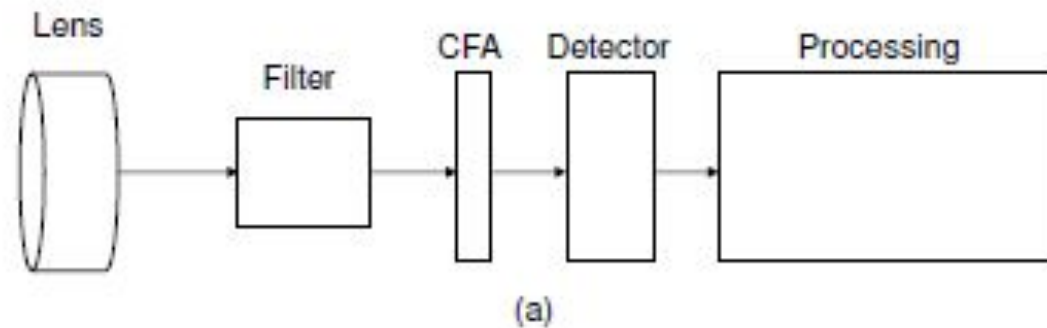 Lens
Filter
CFA
Detector
Processing
(a)